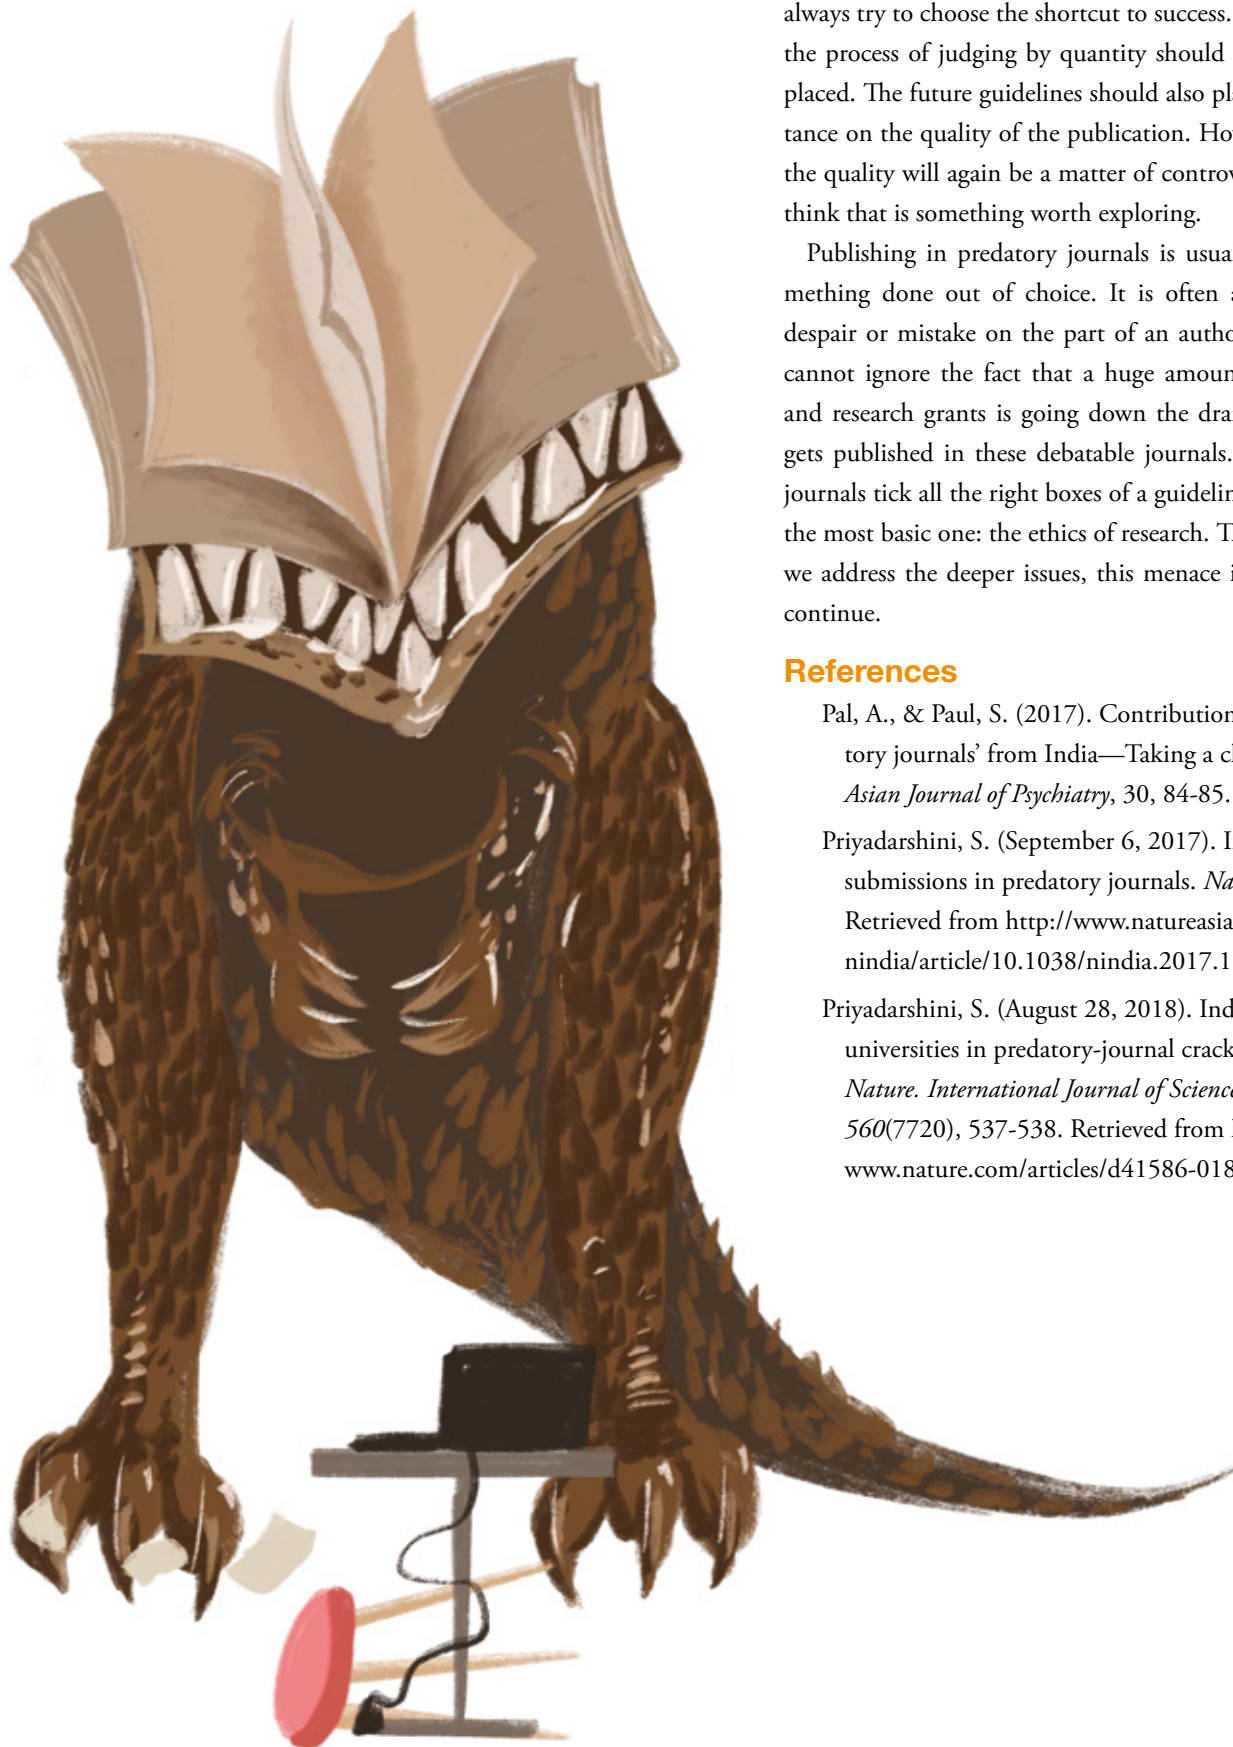 always try to choose the shortcut to success.
the process of judging by quantity should
placed. The future guidelines should also pla
tance on the quality of the publication. Ho
the quality will again be a matter of controv
think that is something worth exploring.
Publishing in predatory journals is usua
mething done out of choice. It is often a
despair or mistake on the part of an autho
cannot ignore the fact that a huge amoun
and research grants is going down the dra
gets published in these debatable journals.
journals tick all the right boxes of a guidelin
the most basic one: the ethics of research. T
we address the deeper issues, this menace i
continue.
References
Pal, A., & Paul, S. (2017). Contribution
tory journals’ from India—Taking a cl
Asian Journal of Psychiatry, 30, 84-85.
Priyadarshini, S. (September 6, 2017). I
submissions in predatory journals. Na
Retrieved from http://www.natureasia
nindia/article/10.1038/nindia.2017.1
Priyadarshini, S. (August 28, 2018). Ind
universities in predatory-journal crack
Nature. International Journal of Science
560(7720), 537-538. Retrieved from
www.nature.com/articles/d41586-018